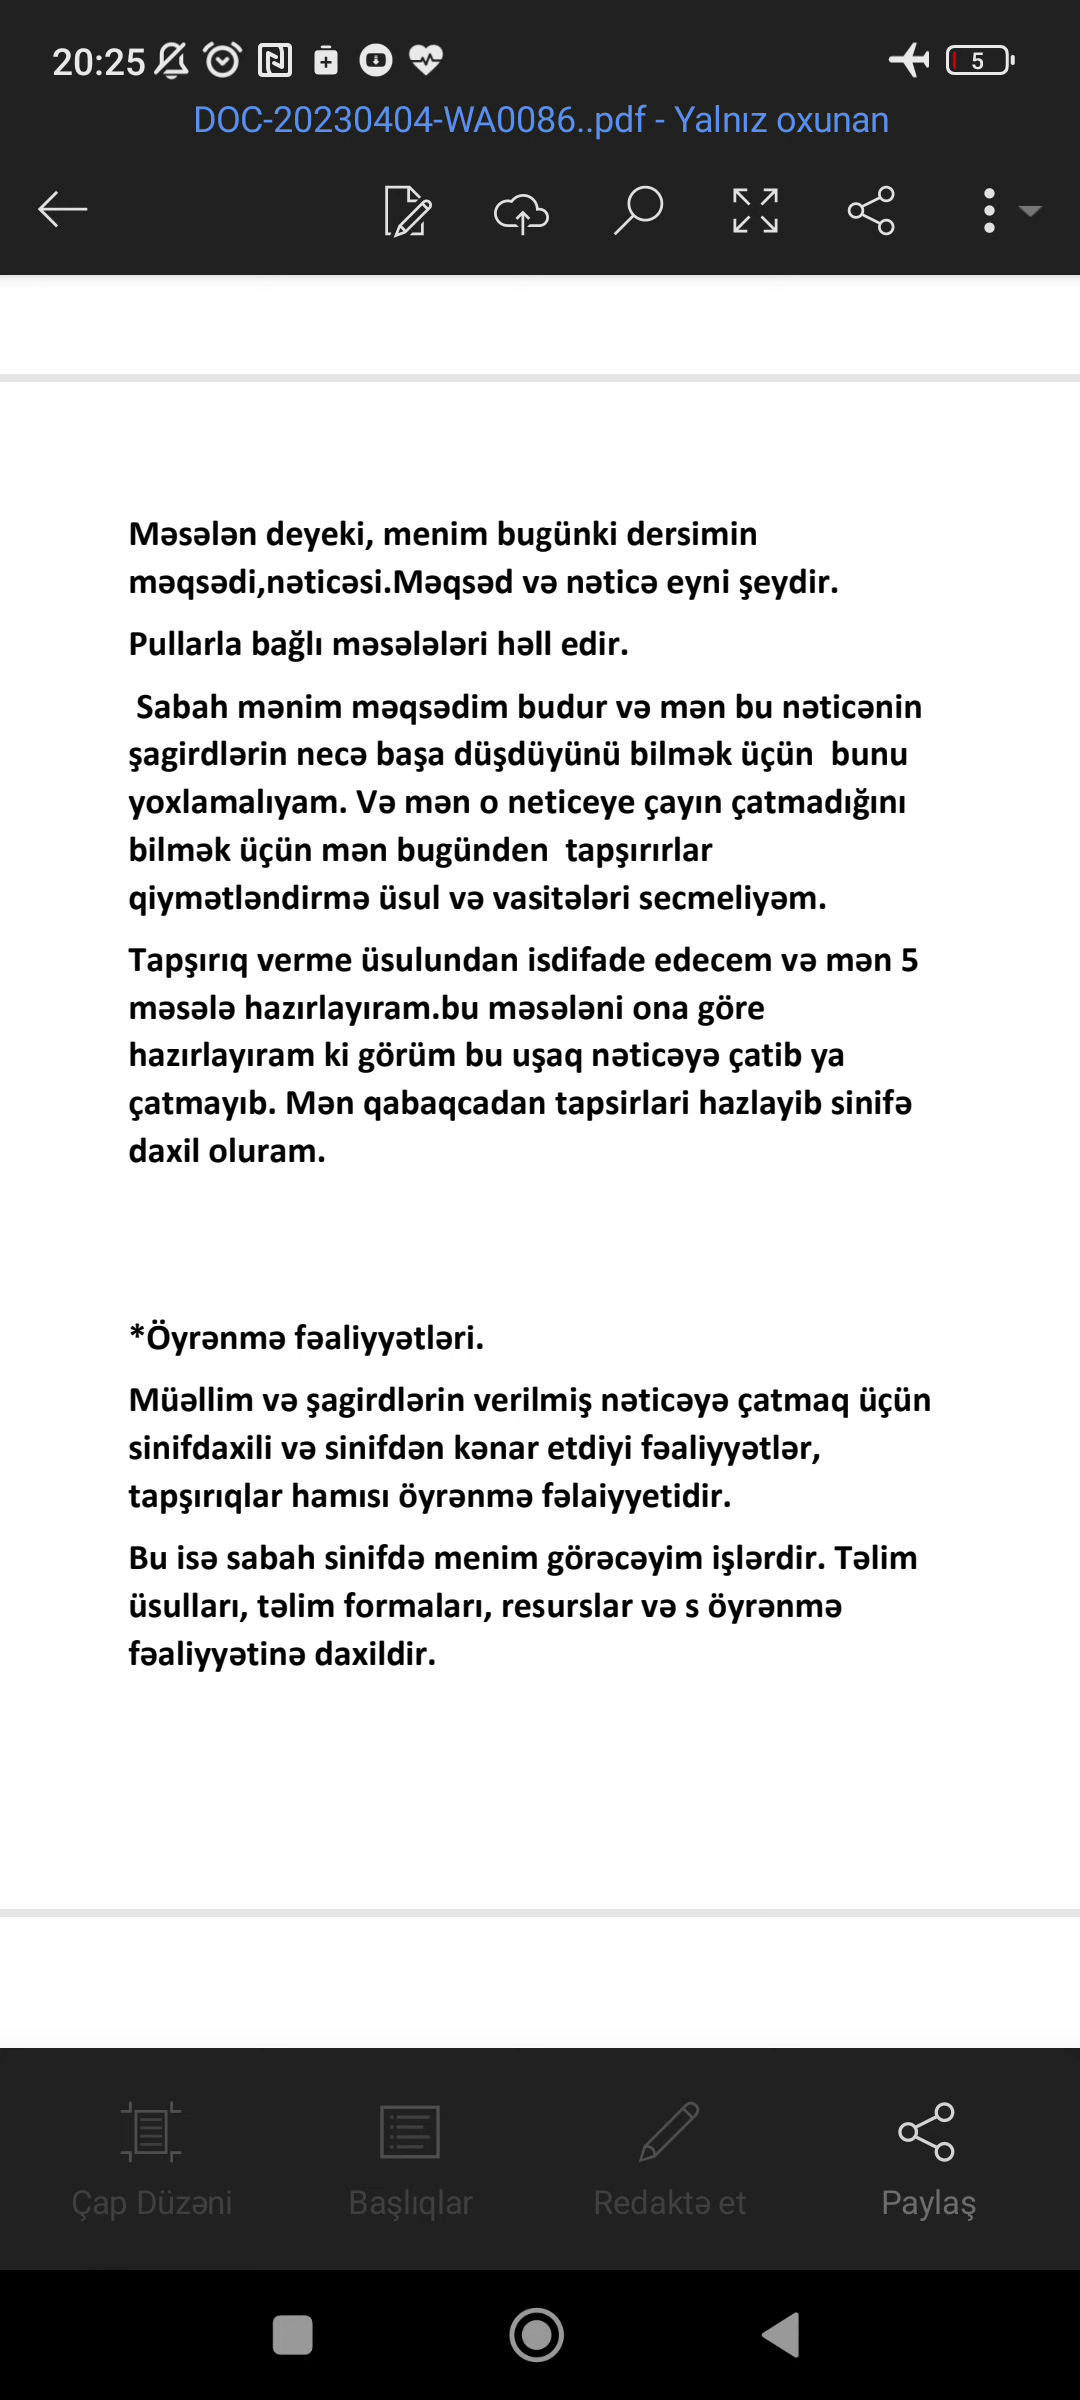 20:25
5
DOC-20230404-WA0086..pdf - Yalnız oxunan
Məsələn deyeki, menim bugünki dersimin
məqsədi,nəticəsi.Məqsəd və nəticə eyni şeydir.
Pullarla bağlı məsələləri həll edir.
Sabah mənim məqsədim budur və mən bu nəticənin
şagirdlərin necə başa düşdüyünü bilmək üçün  bunu
yoxlamalıyam. Və mən o neticeye çayın çatmadığını
bilmək üçün mən bugünden  tapşırırlar
qiymətləndirmə üsul və vasitələri secmeliyəm.
Tapşırıq verme üsulundan isdifade edecem və mən 5
məsələ hazırlayıram.bu məsələni ona göre
hazırlayıram ki görüm bu uşaq nəticəyə çatib ya
çatmayıb. Mən qabaqcadan tapsirlari hazlayib sinifə
daxil oluram.
*Öyrənmə fəaliyyətləri.
Müəllim və şagirdlərin verilmiş nəticəyə çatmaq üçün
sinifdaxili və sinifdən kənar etdiyi fəaliyyətlər,
tapşırıqlar hamısı öyrənmə fəlaiyyetidir.
Bu isə sabah sinifdə menim görəcəyim işlərdir. Təlim
üsulları, təlim formaları, resurslar və s öyrənmə
fəaliyyətinə daxildir.
Çap Düzəni
Başlıqlar
Redaktə et
Paylaş